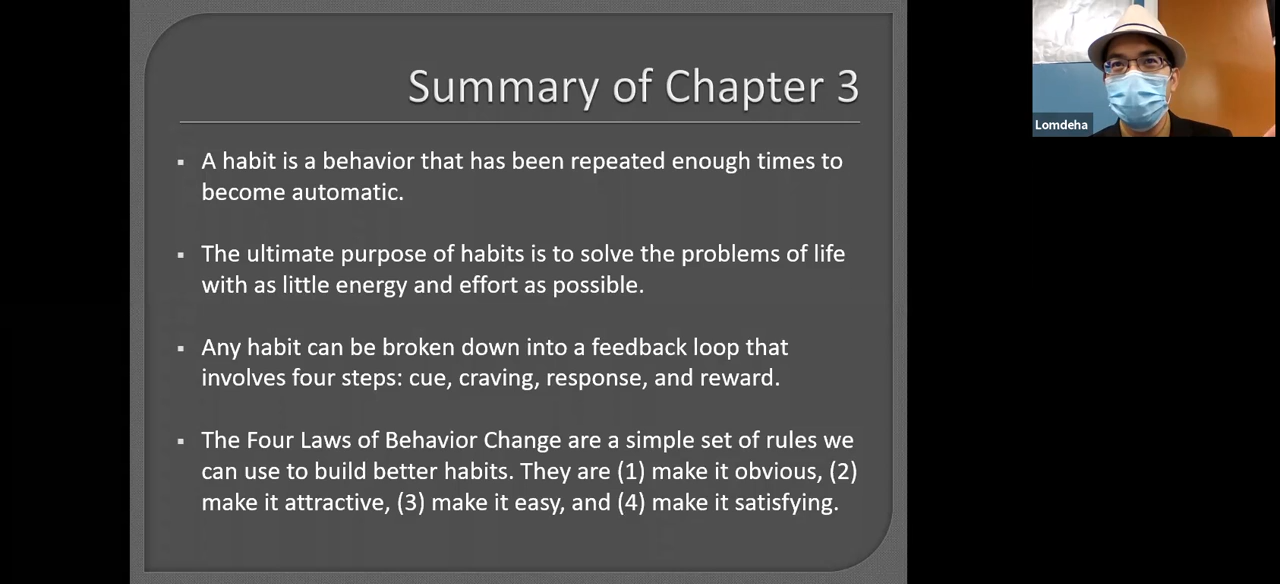 Summary of Chapter 3
▪ A habit is a behavior that has been repeated enough times to
become automatic.
▪ The ultimate purpose of habits is to solve the problems of life
with as little energy and effort as possible.
▪ Any habit can be broken down into a feedback loop that
involves four steps: cue, craving, response, and reward.
▪ The Four Laws of Behavior Change are a simple set of rules we
can use to build better habits. They are (1) make it obvious, (2)
make it attractive, (3) make it easy, and (4) make it satisfying.
Lomdeha